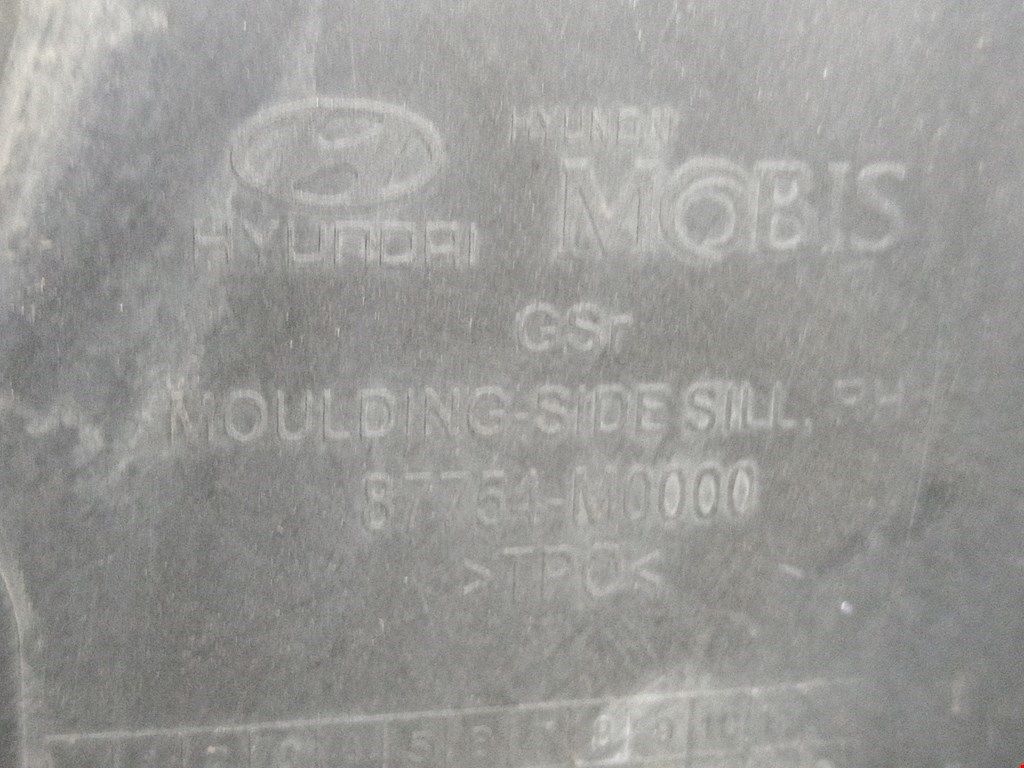 HYUNDAI
HYUNDAI
MOBIS
GSr
MOULDING-SIDE SILL, RH
87754-M0000
>TPO<